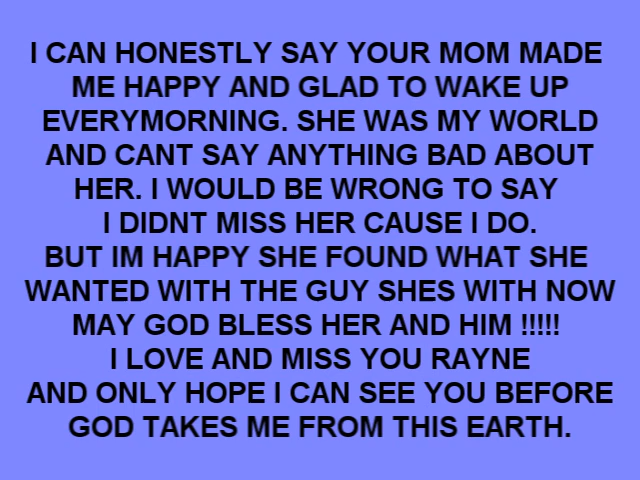 I CAN HONESTLY SAY YOUR MOM MADE
ME HAPPY AND GLAD TO WAKE UP
EVERYMORNING. SHE WAS MY WORLD
AND CANT SAY ANYTHING BAD ABOUT
HER. I WOULD BE WRONG TO SAY
I DIDNT MISS HER CAUSE I DO.
BUT IM HAPPY SHE FOUND WHAT SHE
WANTED WITH THE GUY SHES WITH NOW
MAY GOD BLESS HER AND HIM !!!!!
I LOVE AND MISS YOU RAYNE
AND ONLY HOPE I CAN SEE YOU BEFORE
GOD TAKES ME FROM THIS EARTH.